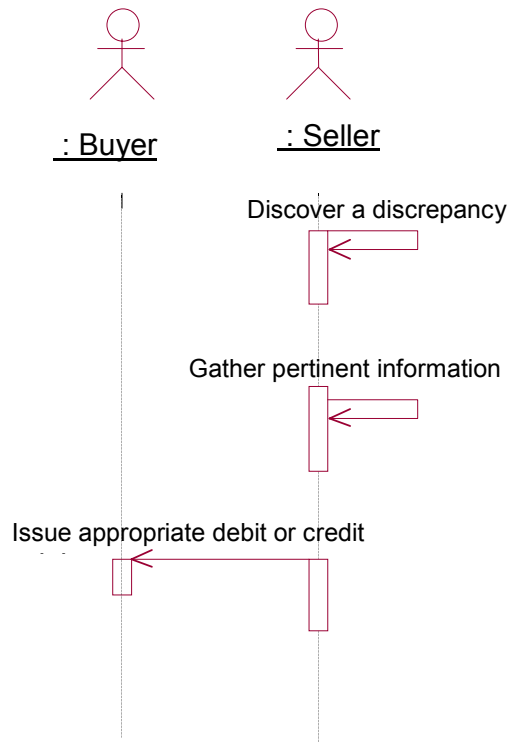 : Buyer
: Seller
Discover a discrepancy
Gather pertinent information
Issue appropriate debit or credit